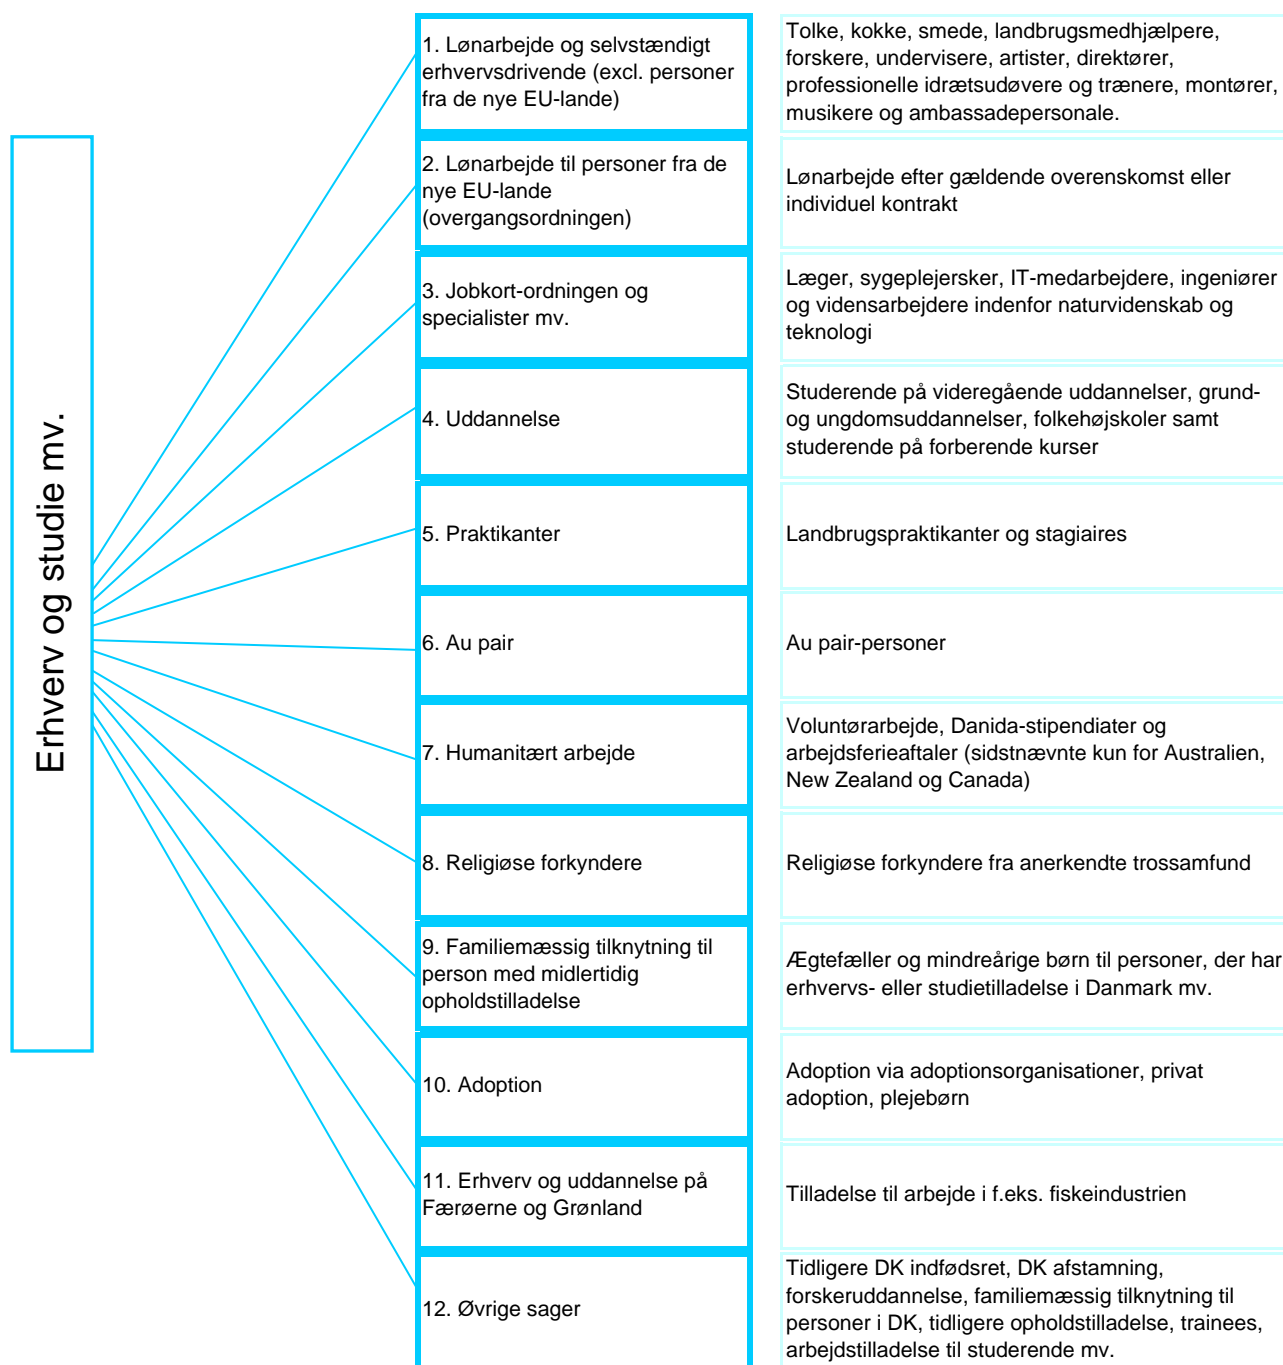 Erhverv og studie mv.
1. Lønarbejde og selvstændigt
erhvervsdrivende (excl. personer
fra de nye EU-lande)
Tolke, kokke, smede, landbrugsmedhjælpere,
forskere, undervisere, artister, direktører,
professionelle idrætsudøvere og trænere, montører,
musikere og ambassadepersonale.
2. Lønarbejde til personer fra de
nye EU-lande
(overgangsordningen)
Lønarbejde efter gældende overenskomst eller
individuel kontrakt
3. Jobkort-ordningen og
specialister mv.
Læger, sygeplejersker, IT-medarbejdere, ingeniører
og vidensarbejdere indenfor naturvidenskab og
teknologi
4. Uddannelse
Studerende på videregående uddannelser, grund-
og ungdomsuddannelser, folkehøjskoler samt
studerende på forberende kurser
5. Praktikanter
Landbrugspraktikanter og stagiaires
6. Au pair
Au pair-personer
7. Humanitært arbejde
Voluntørarbejde, Danida-stipendiater og
arbejdsferieaftaler (sidstnævnte kun for Australien,
New Zealand og Canada)
8. Religiøse forkyndere
Religiøse forkyndere fra anerkendte trossamfund
9. Familiemæssig tilknytning til
person med midlertidig
opholdstilladelse
Ægtefæller og mindreårige børn til personer, der har
erhvervs- eller studietilladelse i Danmark mv.
10. Adoption
Adoption via adoptionsorganisationer, privat
adoption, plejebørn
11. Erhverv og uddannelse på
Færøerne og Grønland
Tilladelse til arbejde i f.eks. fiskeindustrien
12. Øvrige sager
Tidligere DK indfødsret, DK afstamning,
forskeruddannelse, familiemæssig tilknytning til
personer i DK, tidligere opholdstilladelse, trainees,
arbejdstilladelse til studerende mv.